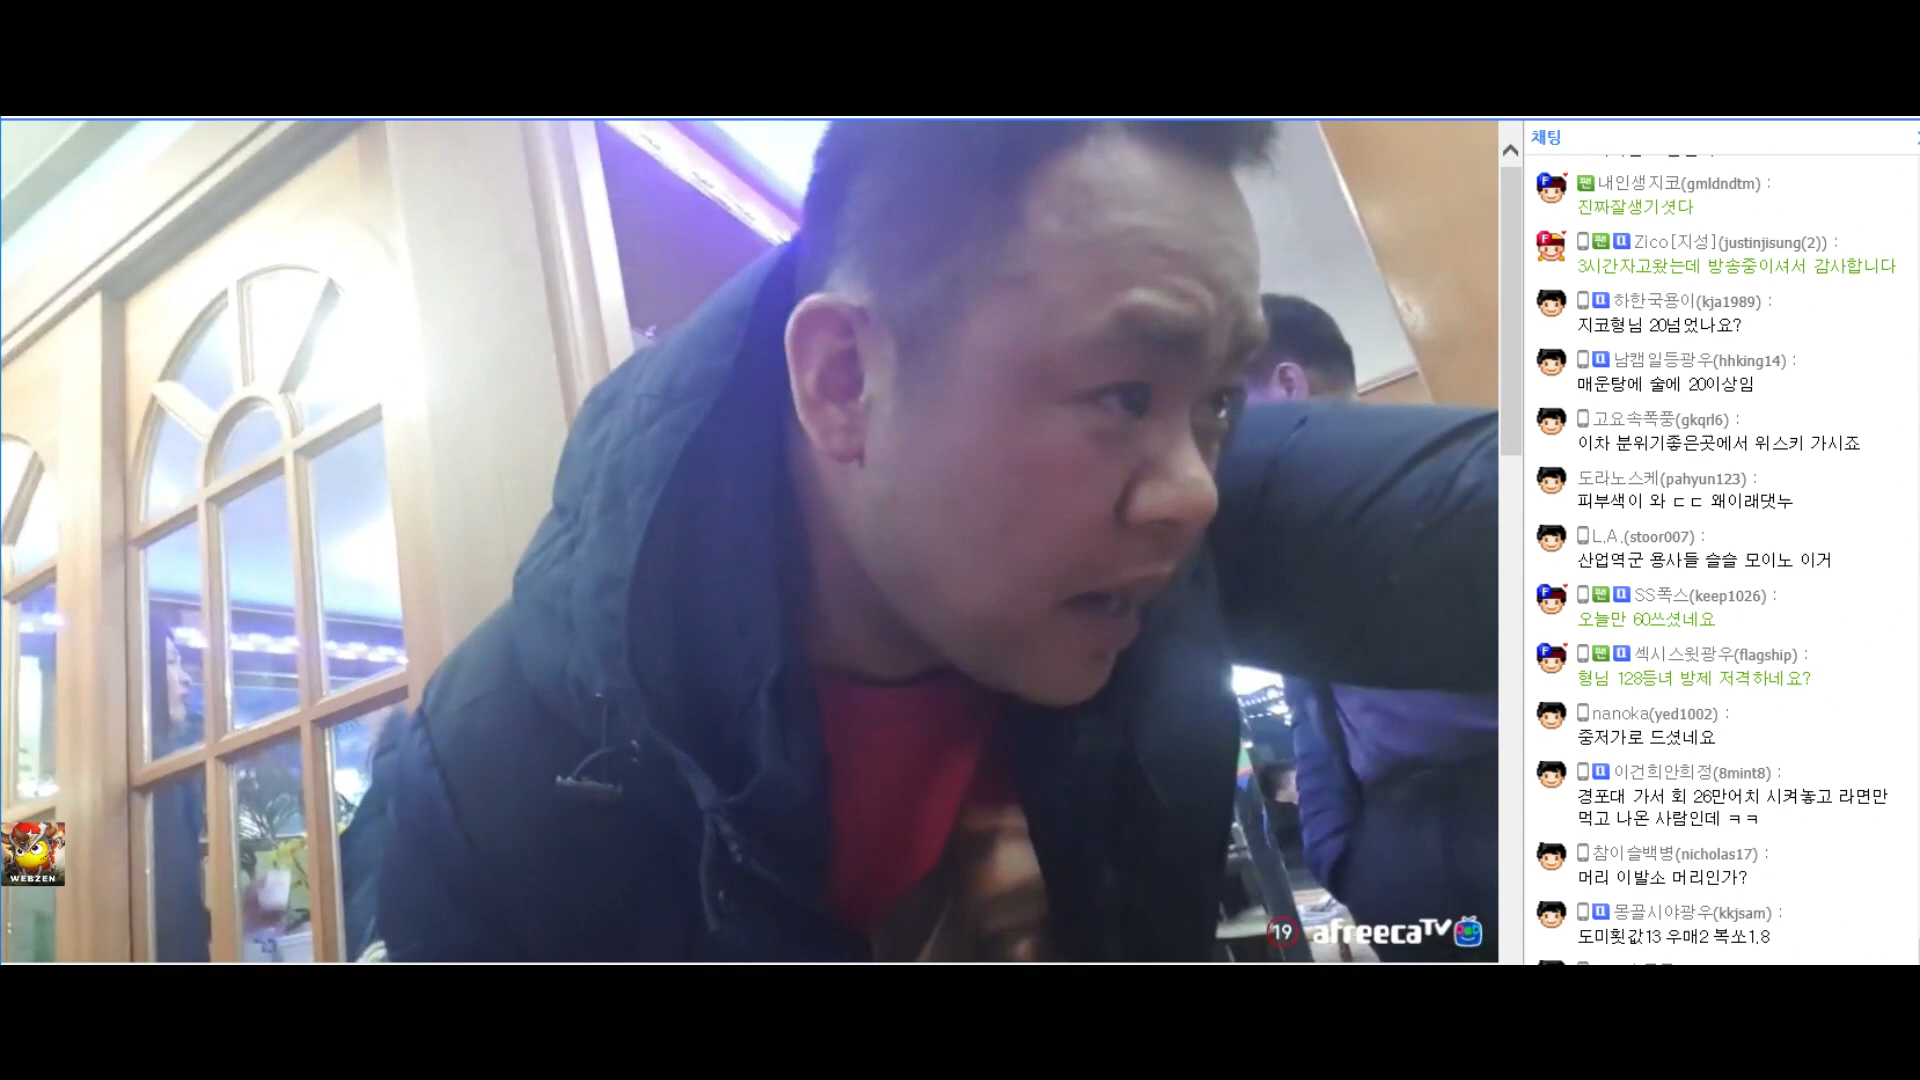 채팅
팬 내인생지코(gmldndtm) :
진짜잘생기셧다
팬 Zico[지성](justinjisung(2)) :
3시간자고왔는데 방송중이셔서 감사합니다
하한국용이(kja1989) :
지코형님 20넘었나요?
남캠일등광우(hhking14) :
매운탕에 술에 20이상임
고요속폭풍(gkqrl6) :
이차 분위기좋은곳에서 위스키 가시죠
도라노스케(pahyun123) :
피부색이 와 ㄷㄷ 왜이래댓누
L.A.(stoor007) :
산업역군 용사들 슬슬 모이노 이거
팬 SS폭스(keep1026) :
오늘만 60쓰셨네요
팬 섹시스윗광우(flagship) :
형님 128등녀 방제 저격하네요?
nanoka(yed1002) :
중저가로 드셨네요
이건희안희정(8mint8) :
경포대 가서 회 26만어치 시켜놓고 라면만
먹고 나온 사람인데 ㅋㅋ
참이슬백병(nicholas17) :
머리 이발소 머리인가?
몽골시야광우(kkjsam) :
도미횟값13 우매2 복쏘1.8
WEBZEN
19 afreecaTV